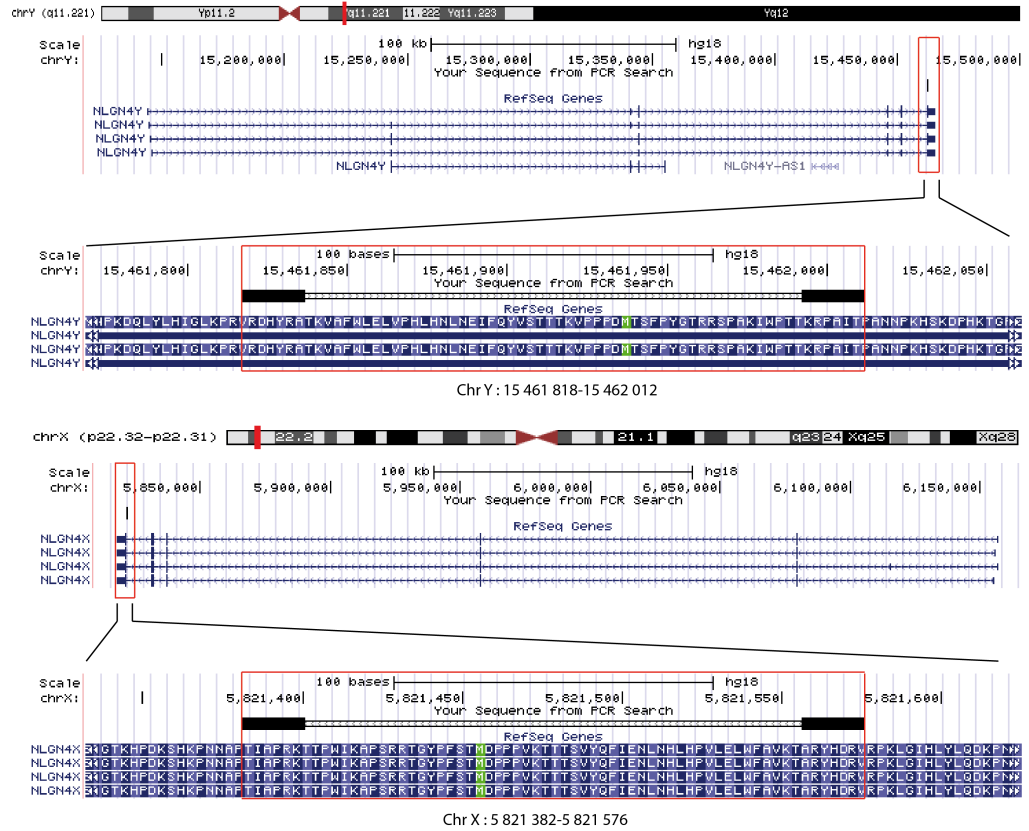 chrY (q11.221) Yp11.2 q11.221 11.222 Yq11.223 Yq12
Scale 100 kb hg18
chrY: 15,200,000 15,250,000 15,300,000 15,350,000 15,400,000 15,450,000 15,500,000
Your Sequence from PCR Search
RefSeq Genes
NLGN4Y
NLGN4Y
NLGN4Y
NLGN4Y
NLGN4Y NLGN4Y-AS1
Scale 100 bases hg18
chrY: 15,461,800 15,461,850 15,461,900 15,461,950 15,462,000 15,462,050
Your Sequence from PCR Search
RefSeq Genes
NLGN4Y PKDQLYLHIGLKPRVRDHYRATKVAFWLELVPHLHNLNEIFQYVSTTTKVPPPDMTSFPYGTRRSPAKIWPTTKRPAITPANNPKHSKDPHKTG
NLGN4Y
NLGN4Y PKDQLYLHIGLKPRVRDHYRATKVAFWLELVPHLHNLNEIFQYVSTTTKVPPPDMTSFPYGTRRSPAKIWPTTKRPAITPANNPKHSKDPHKTG
NLGN4Y
Chr Y : 15 461 818-15 462 012
chrX (p22.32-p22.31) 22.2 21.1 q23 24 Xq25 Xq28
Scale 100 kb hg18
chrX: 5,850,000 5,900,000 5,950,000 6,000,000 6,050,000 6,100,000 6,150,000
Your Sequence from PCR Search
RefSeq Genes
NLGN4X
NLGN4X
NLGN4X
NLGN4X
Scale 100 bases hg18
chrX: 5,821,400 5,821,450 5,821,500 5,821,550 5,821,600
Your Sequence from PCR Search
RefSeq Genes
NLGN4X GTKHPDKSHKPNNAPTIAPRKTTPWIKAPSRRTGYPFSTMDPPPVKTTTSVYQFIENLNHLHPVLELWFAVKTARYHDRVRPKLGIHLYLQDKPN
NLGN4X GTKHPDKSHKPNNAPTIAPRKTTPWIKAPSRRTGYPFSTMDPPPVKTTTSVYQFIENLNHLHPVLELWFAVKTARYHDRVRPKLGIHLYLQDKPN
NLGN4X GTKHPDKSHKPNNAPTIAPRKTTPWIKAPSRRTGYPFSTMDPPPVKTTTSVYQFIENLNHLHPVLELWFAVKTARYHDRVRPKLGIHLYLQDKPN
NLGN4X GTKHPDKSHKPNNAPTIAPRKTTPWIKAPSRRTGYPFSTMDPPPVKTTTSVYQFIENLNHLHPVLELWFAVKTARYHDRVRPKLGIHLYLQDKPN
Chr X : 5 821 382-5 821 576